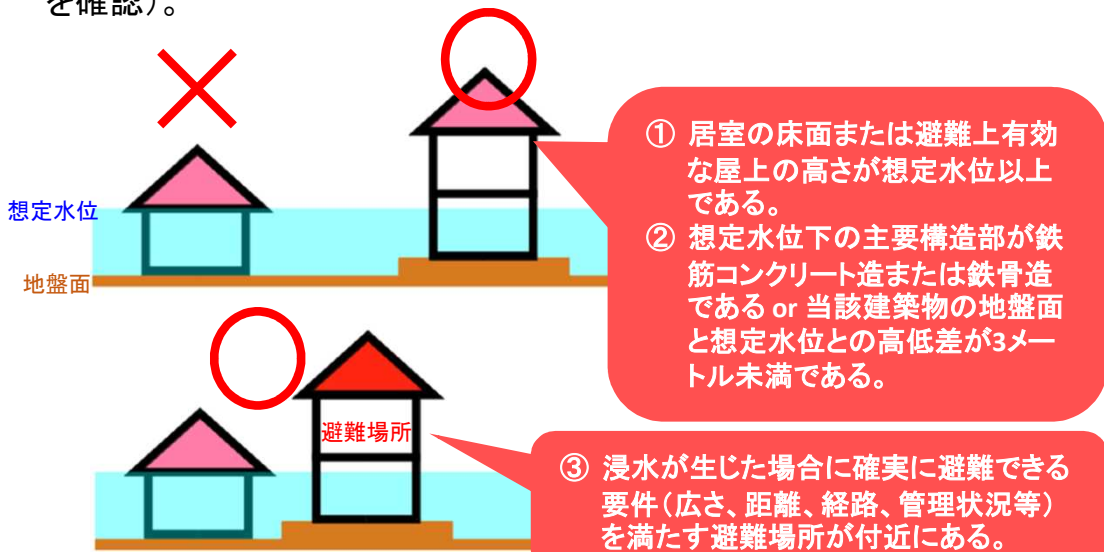 を確認)。
① 居室の床面または避難上有効
な屋上の高さが想定水位以上
である。
② 想定水位下の主要構造部が鉄
筋コンクリート造または鉄骨造
である or 当該建築物の地盤面
と想定水位との高低差が3メー
トル未満である。
想定水位
地盤面
避難場所
③ 浸水が生じた場合に確実に避難できる
要件(広さ、距離、経路、管理状況等)
を満たす避難場所が付近にある。